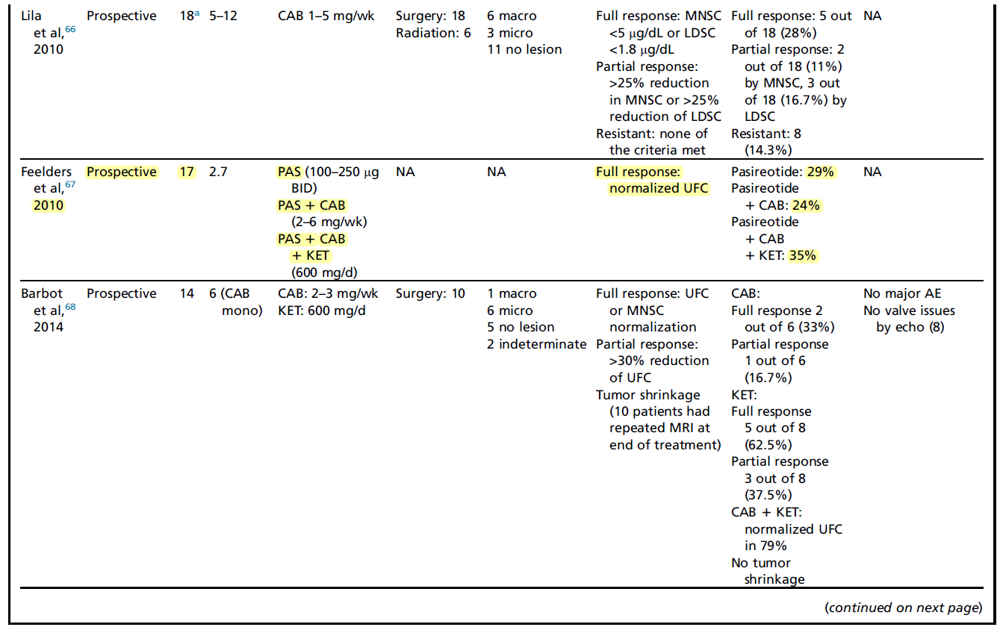 Lila
et al,66
2010
Prospective
18a
5–12
CAB 1–5 mg/wk
Surgery: 18
Radiation: 6
6 macro
3 micro
11 no lesion
Full response: MNSC
<5 μg/dL or LDSC
<1.8 μg/dL
Partial response:
>25% reduction
in MNSC or >25%
reduction of LDSC
Resistant: none of
the criteria met
Full response: 5 out
of 18 (28%)
Partial response: 2
out of 18 (11%)
by MNSC, 3 out
of 18 (16.7%) by
LDSC
Resistant: 8
(14.3%)
NA
Feelders
et al,67
2010
Prospective
17
2.7
PAS (100–250 μg
BID)
PAS + CAB
(2–6 mg/wk)
PAS + CAB
+ KET
(600 mg/d)
NA
NA
Full response:
normalized UFC
Pasireotide: 29%
Pasireotide
+ CAB: 24%
Pasireotide
+ CAB
+ KET: 35%
NA
Barbot
et al,68
2014
Prospective
14
6 (CAB
mono)
CAB: 2–3 mg/wk
KET: 600 mg/d
Surgery: 10
1 macro
6 micro
5 no lesion
2 indeterminate
Full response: UFC
or MNSC
normalization
Partial response:
>30% reduction
of UFC
Tumor shrinkage
(10 patients had
repeated MRI at
end of treatment)
CAB:
Full response 2
out of 6 (33%)
Partial response
1 out of 6
(16.7%)
KET:
Full response
5 out of 8
(62.5%)
Partial response
3 out of 8
(37.5%)
CAB + KET:
normalized UFC
in 79%
No tumor
shrinkage
No major AE
No valve issues
by echo (8)
(continued on next page)